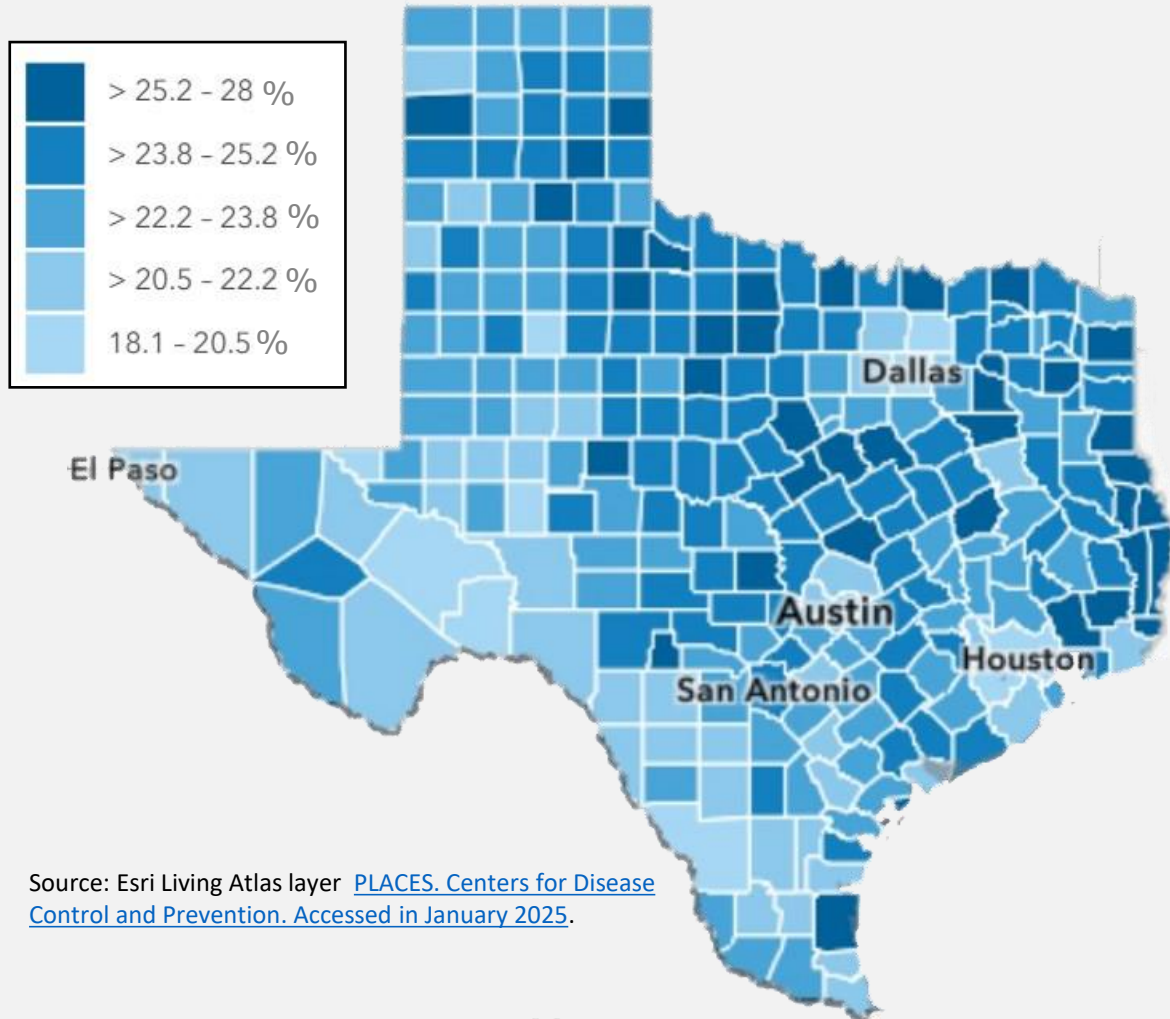 > 25.2 - 28 %
> 23.8 - 25.2 %
> 22.2 - 23.8 %
> 20.5 - 22.2 %
18.1 - 20.5 %
Dallas
El Paso
Austin
Houston
San Antonio
Source: Esri Living Atlas layer PLACES. Centers for Disease
Control and Prevention. Accessed in January 2025.